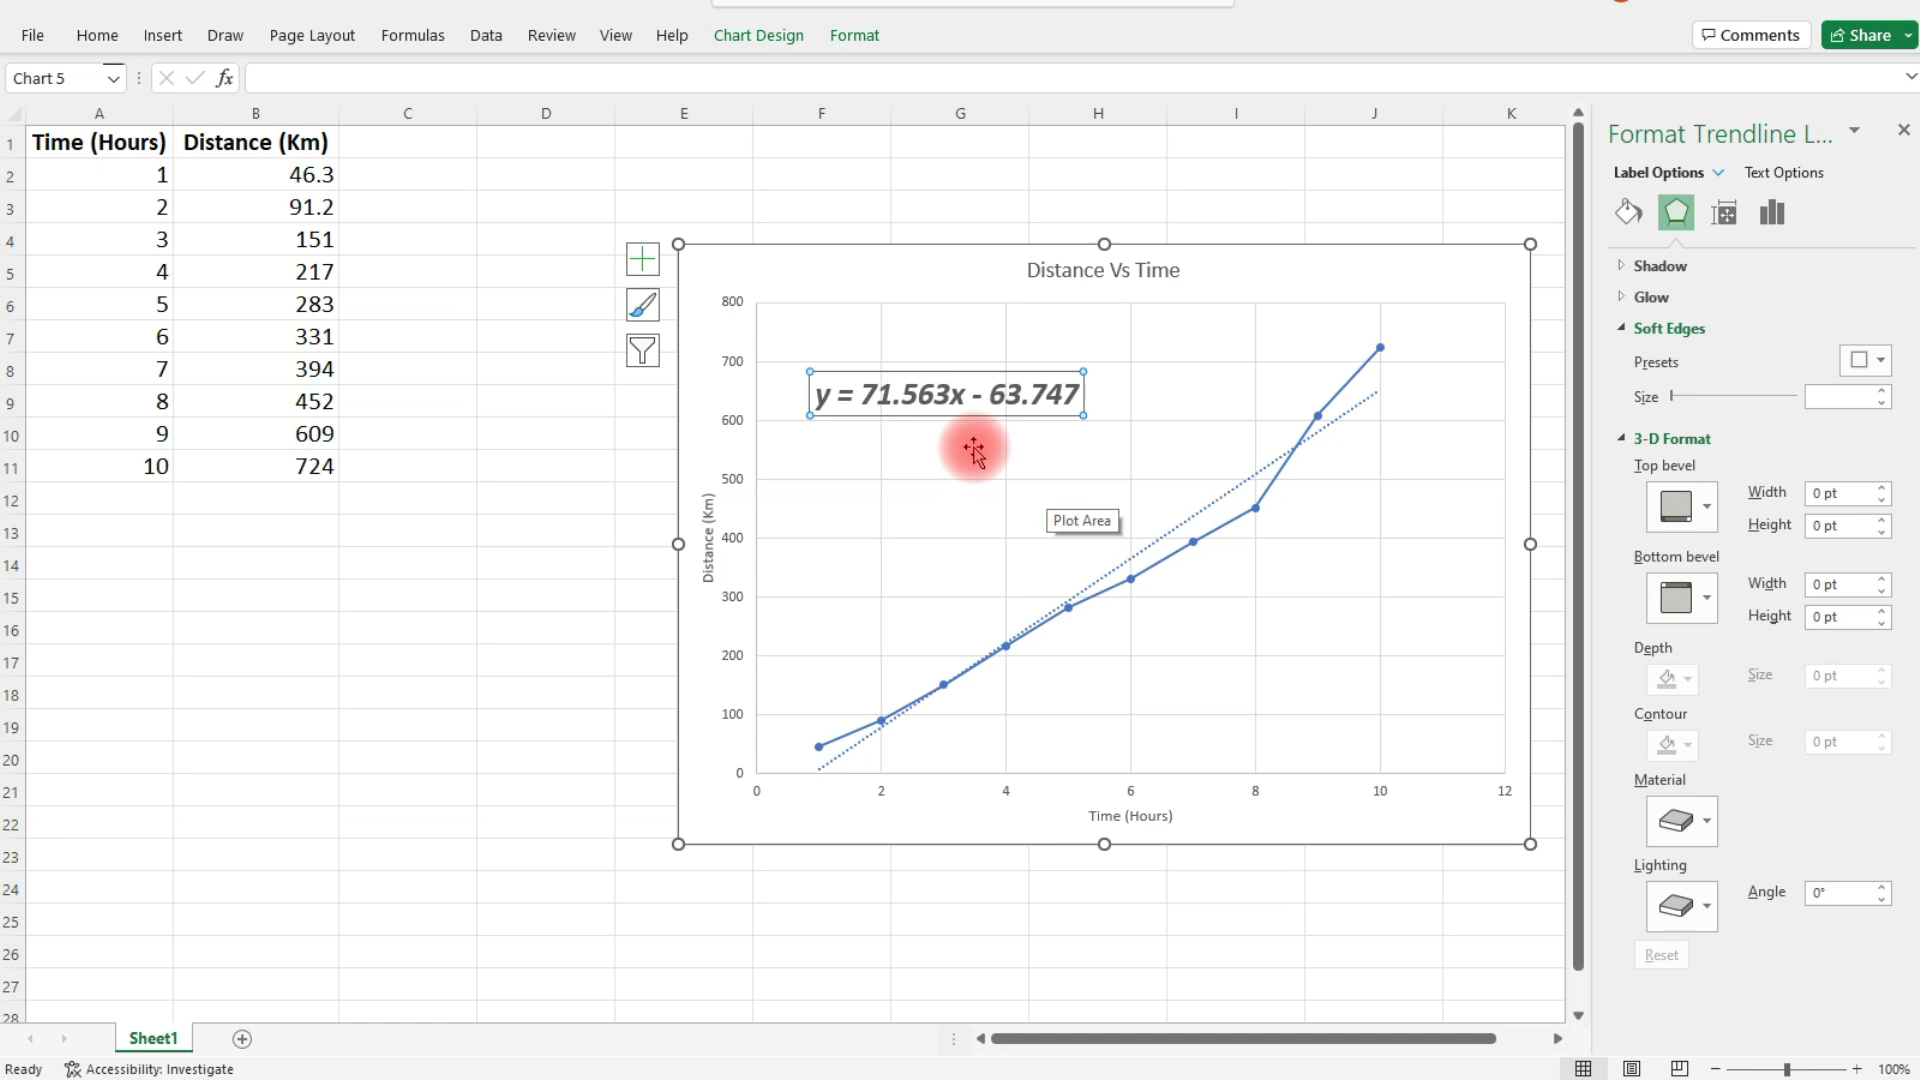 File Home Insert Draw Page Layout Formulas Data Review View Help Chart Design Format Comments Share
Chart 5 fx
A B C D E F G H I J K
1 Time (Hours) Distance (Km)
2 1 46.3
3 2 91.2
4 3 151
5 4 217
6 5 283
7 6 331
8 7 394
9 8 452
10 9 609
11 10 724
12
13
14
15
16
17
18
19
20
21
22
23
24
25
26
27
28
Distance Vs Time
800
700
600
500
400
300
200
100
0
Distance (Km)
y = 71.563x - 63.747
Plot Area
0 2 4 6 8 10 12
Time (Hours)
Format Trendline L...
Label Options Text Options
Shadow
Glow
Soft Edges
Presets
Size
3-D Format
Top bevel
Width 0 pt
Height 0 pt
Bottom bevel
Width 0 pt
Height 0 pt
Depth
Size 0 pt
Contour
Size 0 pt
Material
Lighting
Angle 0°
Reset
Sheet1
Ready Accessibility: Investigate 100%